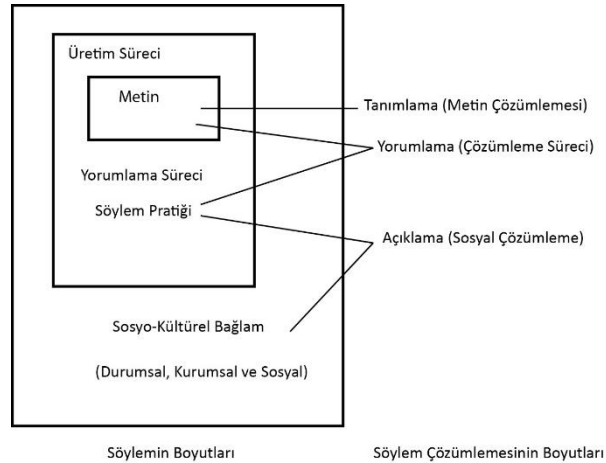 Üretim Süreci
Metin
Tanımlama (Metin Çözümlemesi)
Yorumlama (Çözümleme Süreci)
Yorumlama Süreci
Söylem Pratiği
Açıklama (Sosyal Çözümleme)
Sosyo-Kültürel Bağlam
(Durumsal, Kurumsal ve Sosyal)
Söylemin Boyutları
Söylem Çözümlemesinin Boyutları